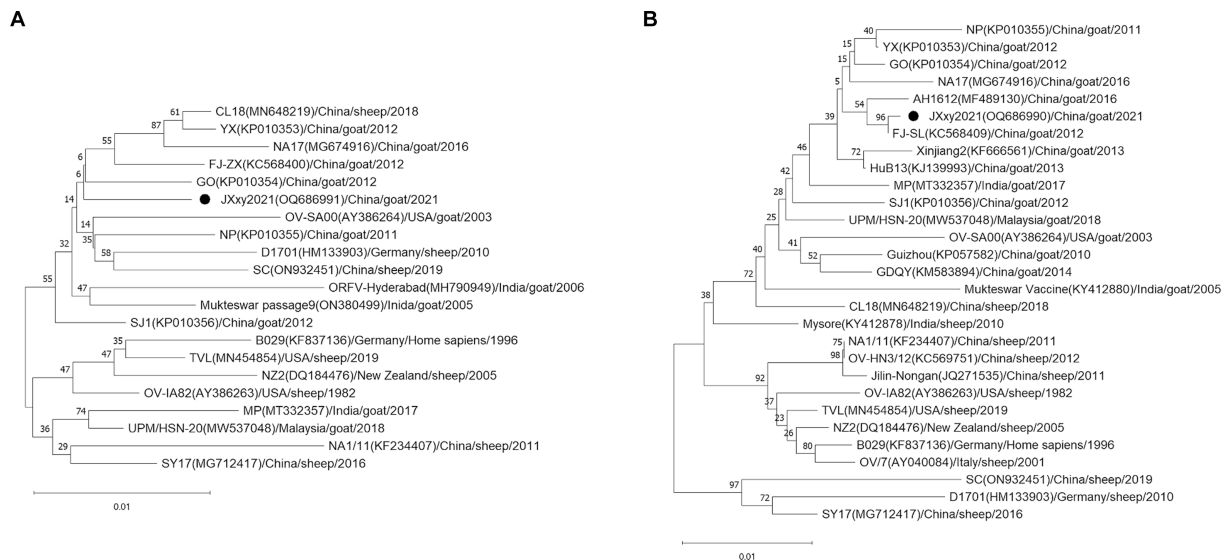 A
61
CL18(MN648219)/China/sheep/2018
87
YX(KP010353)/China/goat/2012
NA17(MG674916)/China/goat/2016
55
FJ-ZX(KC568400)/China/goat/2012
6
GO(KP010354)/China/goat/2012
6
JXxy2021(OQ686991)/China/goat/2021
14
OV-SA00(AY386264)/USA/goat/2003
14
NP(KP010355)/China/goat/2011
35
D1701(HM133903)/Germany/sheep/2010
58
SC(ON932451)/China/sheep/2019
32
ORFV-Hyderabad(MH790949)/India/goat/2006
47
Mukteswar passage9(ON380499)/Inidia/goat/2005
55
SJ1(KP010356)/China/goat/2012
35
B029(KF837136)/Germany/Home sapiens/1996
47
TVL(MN454854)/USA/sheep/2019
47
NZ2(DQ184476)/New Zealand/sheep/2005
OV-IA82(AY386263)/USA/sheep/1982
74
MP(MT332357)/India/goat/2017
36
UPM/HSN-20(MW537048)/Malaysia/goat/2018
29
NA1/11(KF234407)/China/sheep/2011
SY17(MG712417)/China/sheep/2016
0.01
B
40
NP(KP010355)/China/goat/2011
15
YX(KP010353)/China/goat/2012
15
GO(KP010354)/China/goat/2012
5
NA17(MG674916)/China/goat/2016
54
AH1612(MF489130)/China/goat/2016
96
JXxy2021(OQ686990)/China/goat/2021
39
FJ-SL(KC568409)/China/goat/2012
72
Xinjiang2(KF666561)/China/goat/2013
46
HuB13(KJ139993)/China/goat/2013
42
MP(MT332357)/India/goat/2017
28
SJ1(KP010356)/China/goat/2012
25
UPM/HSN-20(MW537048)/Malaysia/goat/2018
41
OV-SA00(AY386264)/USA/goat/2003
40
52
Guizhou(KP057582)/China/goat/2010
GDQY(KM583894)/China/goat/2014
72
Mukteswar Vaccine(KY412880)/India/goat/2005
38
CL18(MN648219)/China/sheep/2018
Mysore(KY412878)/India/sheep/2010
75
NA1/11(KF234407)/China/sheep/2011
98
OV-HN3/12(KC569751)/China/sheep/2012
92
Jilin-Nongan(JQ271535)/China/sheep/2011
37
OV-IA82(AY386263)/USA/sheep/1982
23
TVL(MN454854)/USA/sheep/2019
26
NZ2(DQ184476)/New Zealand/sheep/2005
80
B029(KF837136)/Germany/Home sapiens/1996
OV/7(AY040084)/Italy/sheep/2001
97
SC(ON932451)/China/sheep/2019
72
D1701(HM133903)/Germany/sheep/2010
SY17(MG712417)/China/sheep/2016
0.01